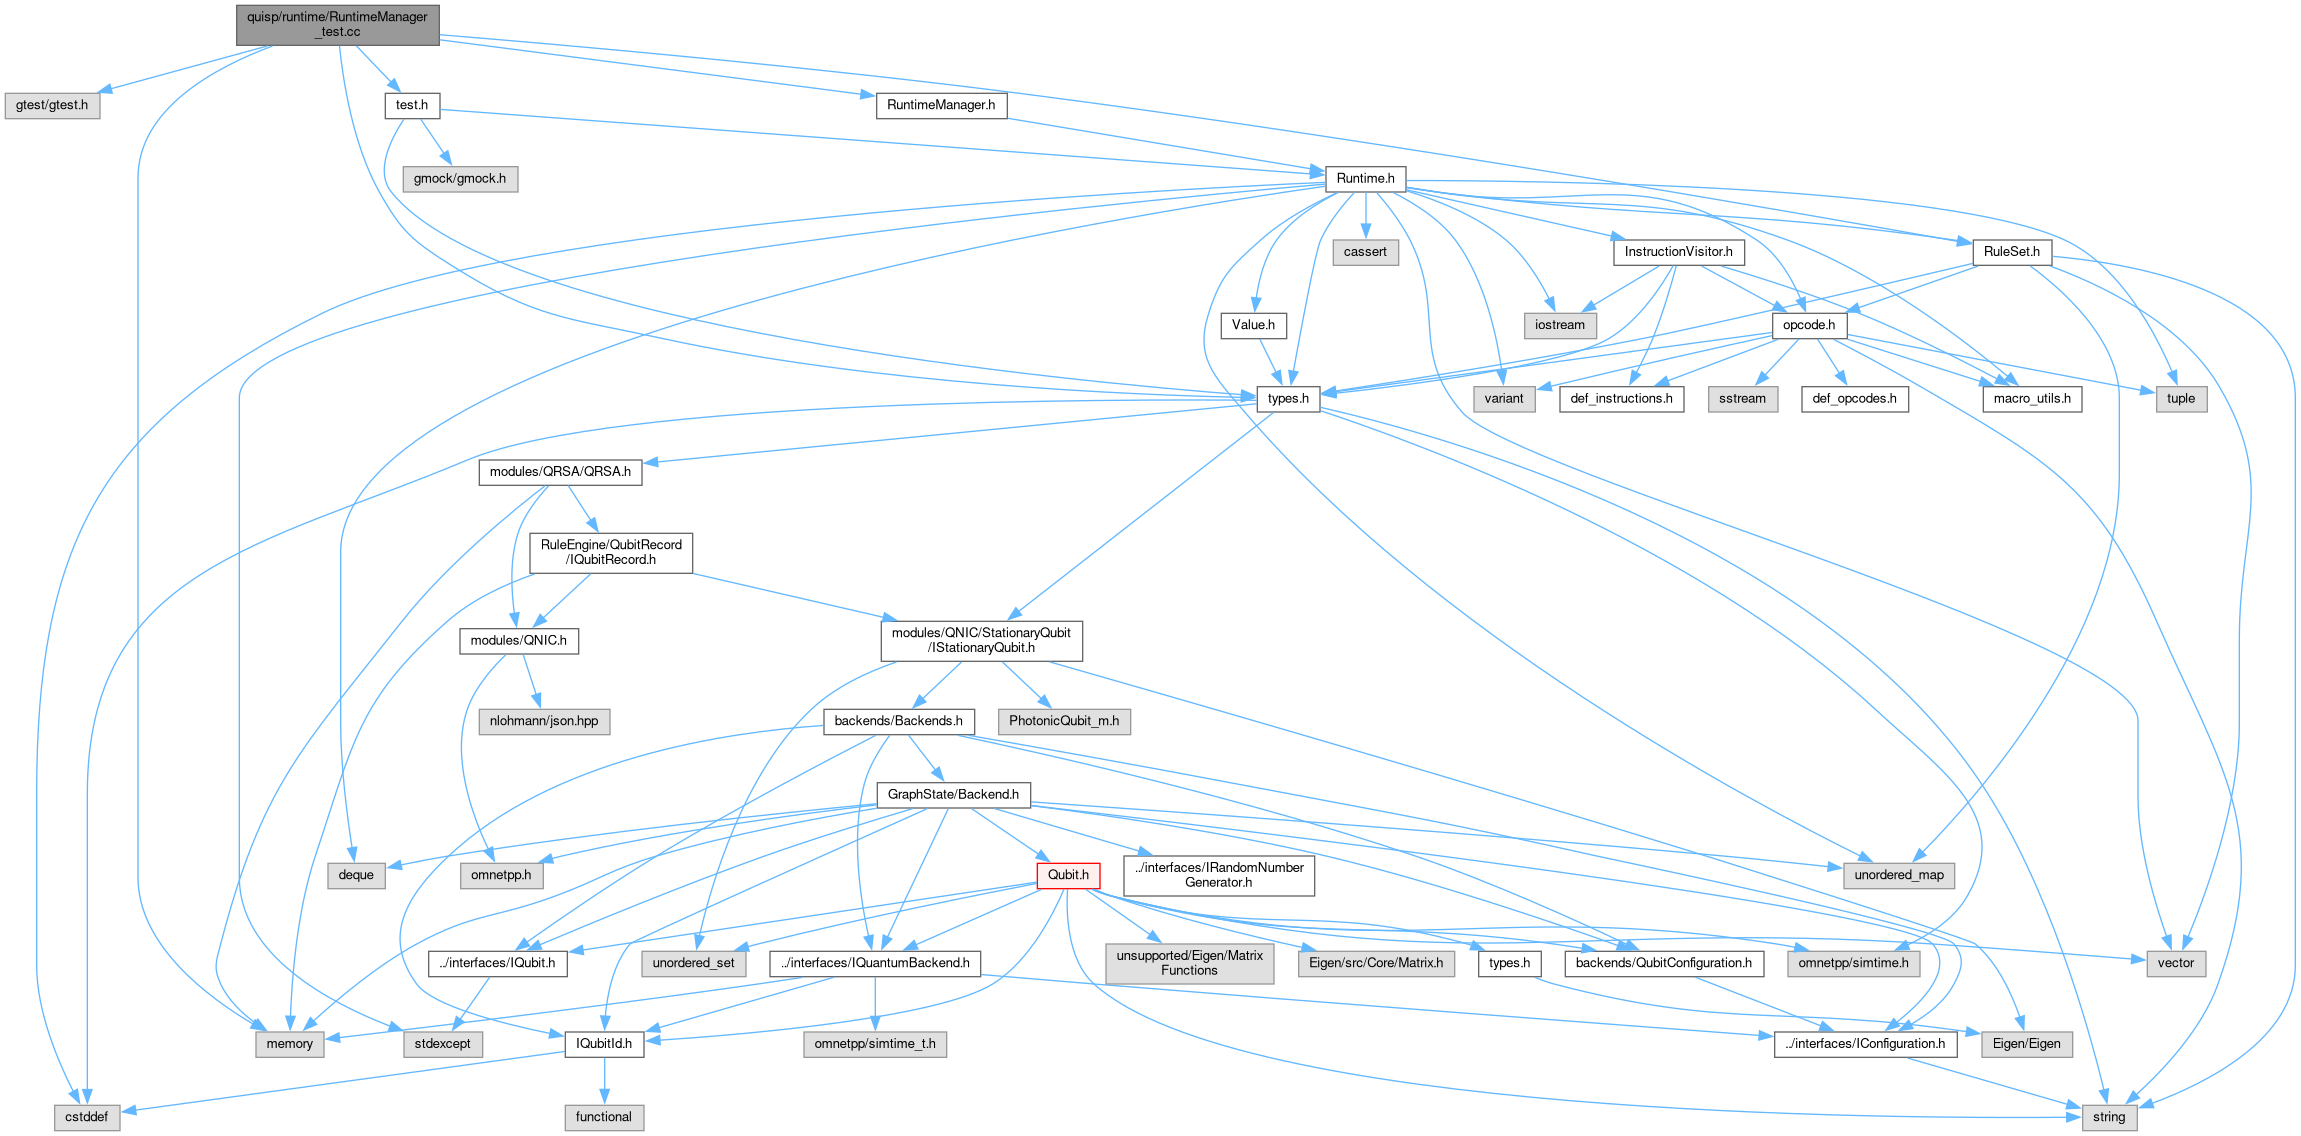 quisp/runtime/RuntimeManager
_test.cc
gtest/gtest.h
test.h
RuntimeManager.h
gmock/gmock.h
Runtime.h
cassert
InstructionVisitor.h
RuleSet.h
Value.h
iostream
opcode.h
types.h
variant
def_instructions.h
sstream
def_opcodes.h
macro_utils.h
tuple
modules/QRSA/QRSA.h
RuleEngine/QubitRecord
/IQubitRecord.h
modules/QNIC.h
modules/QNIC/StationaryQubit
/IStationaryQubit.h
nlohmann/json.hpp
backends/Backends.h
PhotonicQubit_m.h
GraphState/Backend.h
deque
omnetpp.h
Qubit.h
../interfaces/IRandomNumber
Generator.h
unordered_map
../interfaces/IQubit.h
unordered_set
../interfaces/IQuantumBackend.h
unsupported/Eigen/Matrix
Functions
Eigen/src/Core/Matrix.h
types.h
backends/QubitConfiguration.h
omnetpp/simtime.h
vector
memory
stdexcept
IQubitId.h
omnetpp/simtime_t.h
../interfaces/IConfiguration.h
Eigen/Eigen
cstddef
functional
string